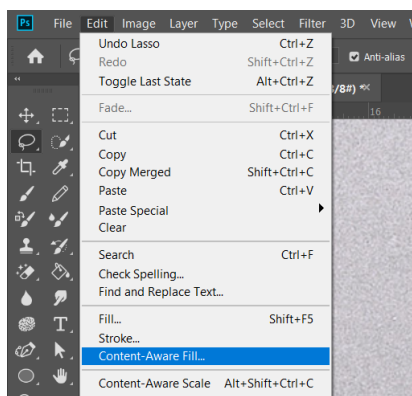 Ps File Edit Image Layer Type Select Filter 3D View
Anti-alias
/8#) *
16
Undo Lasso Ctrl+Z
Redo Shift+Ctrl+Z
Toggle Last State Alt+Ctrl+Z
Fade... Shift+Ctrl+F
Cut Ctrl+X
Copy Ctrl+C
Copy Merged Shift+Ctrl+C
Paste Ctrl+V
Paste Special
Clear
Search Ctrl+F
Check Spelling...
Find and Replace Text...
Fill... Shift+F5
Stroke...
Content-Aware Fill...
Content-Aware Scale Alt+Shift+Ctrl+C
T